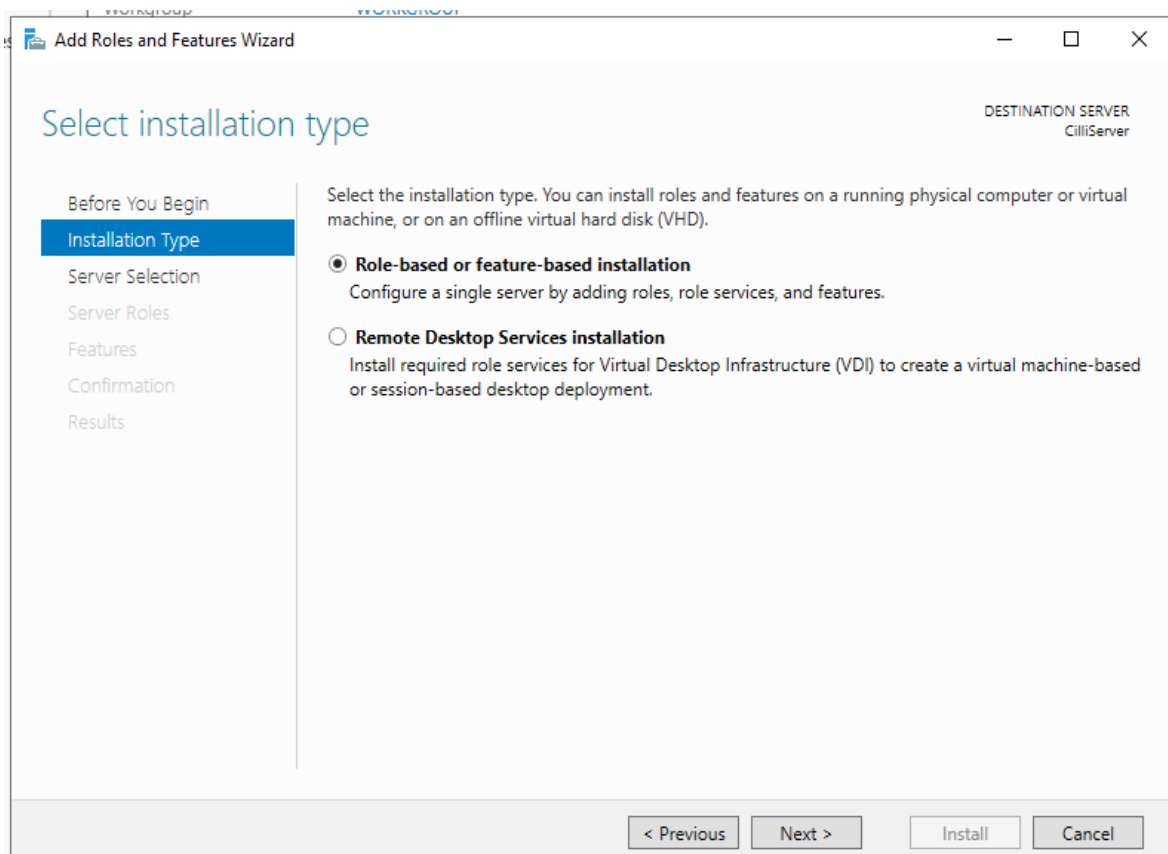 Workgroup WORKGROUP
Add Roles and Features Wizard
Select installation type
DESTINATION SERVER
CilliServer
Before You Begin
Installation Type
Server Selection
Server Roles
Features
Confirmation
Results
Select the installation type. You can install roles and features on a running physical computer or virtual
machine, or on an offline virtual hard disk (VHD).
Role-based or feature-based installation
Configure a single server by adding roles, role services, and features.
Remote Desktop Services installation
Install required role services for Virtual Desktop Infrastructure (VDI) to create a virtual machine-based
or session-based desktop deployment.
< Previous Next > Install Cancel